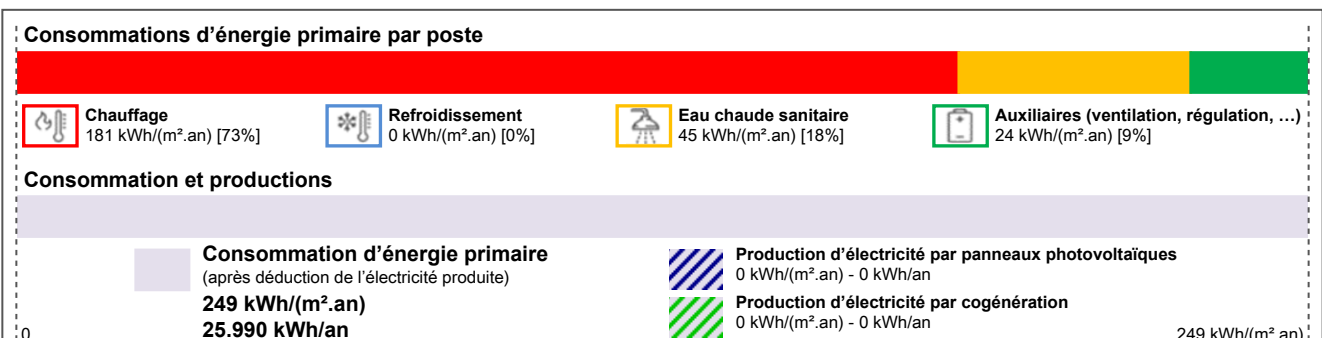 Consommations d'énergie primaire par poste
Chauffage
181 kWh/(m².an) [73%]
Refroidissement
0 kWh/(m².an) [0%]
Eau chaude sanitaire
45 kWh/(m².an) [18%]
Auxiliaires (ventilation, régulation, …)
24 kWh/(m².an) [9%]
Consommation et productions
Consommation d'énergie primaire
(après déduction de l'électricité produite)
249 kWh/(m².an)
25.990 kWh/an
Production d'électricité par panneaux photovoltaïques
0 kWh/(m².an) - 0 kWh/an
Production d'électricité par cogénération
0 kWh/(m².an) - 0 kWh/an
0
249 kWh/(m².an)